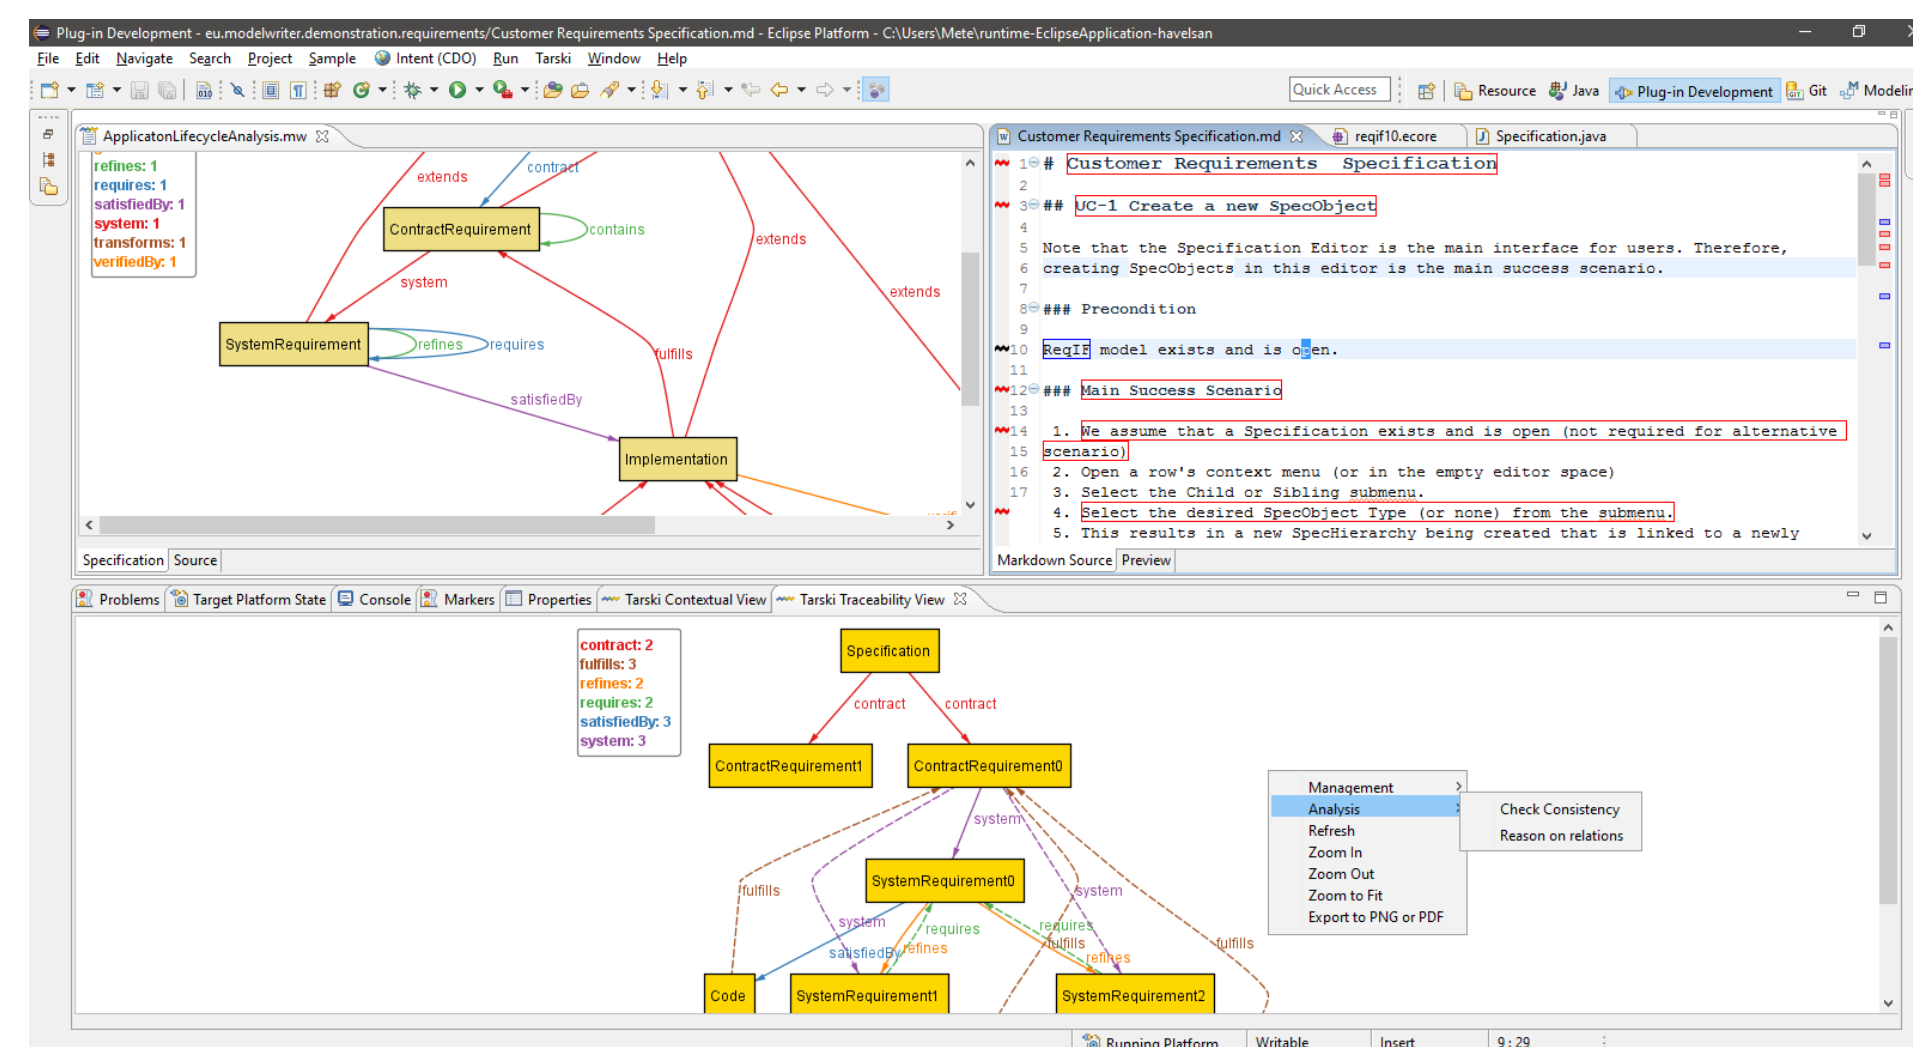 Plug-in Development - eu.modelwriter.demonstration.requirements/Customer Requirements Specification.md - Eclipse Platform - C:\Users\Mete\runtime-EclipseApplication-havelsan
File Edit Navigate Search Project Sample Intent (CDO) Run Tarski Window Help
Quick Access Resource Java Plug-in Development Git
ApplicatonLifecycleAnalysis.mw
refines: 1
requires: 1
satisfiedBy: 1
system: 1
transforms: 1
verifiedBy: 1
contract
extends
ContractRequirement
contains
extends
system
extends
SystemRequirement
refines
requires
fulfills
satisfiedBy
Implementation
Specification Source
Customer Requirements Specification.md reqif10.ecore Specification.java
1 # Customer Requirements Specification
2
3 ## UC-1 Create a new SpecObject
4
5 Note that the Specification Editor is the main interface for users. Therefore,
6 creating SpecObjects in this editor is the main success scenario.
7
8 ### Precondition
9
10 ReqIF model exists and is open.
11
12 ### Main Success Scenario
13
14 1. We assume that a Specification exists and is open (not required for alternative
15 scenario)
16 2. Open a row's context menu (or in the empty editor space)
17 3. Select the Child or Sibling submenu.
4. Select the desired SpecObject Type (or none) from the submenu.
5. This results in a new SpecHierarchy being created that is linked to a newly
Markdown Source Preview
Problems Target Platform State Console Markers Properties Tarski Contextual View Tarski Traceability View
contract: 2
fulfills: 3
refines: 2
requires: 2
satisfiedBy: 3
system: 3
Specification
contract contract
ContractRequirement1 ContractRequirement0
system
SystemRequirement0
fulfills
system
system
requires
requires
satisfiedBy
refines
fulfills
refines
fulfills
Code SystemRequirement1 SystemRequirement2
Management
Analysis
Refresh
Zoom In
Zoom Out
Zoom to Fit
Export to PNG or PDF
Check Consistency
Reason on relations
Running Platform Writable Insert 9 : 29